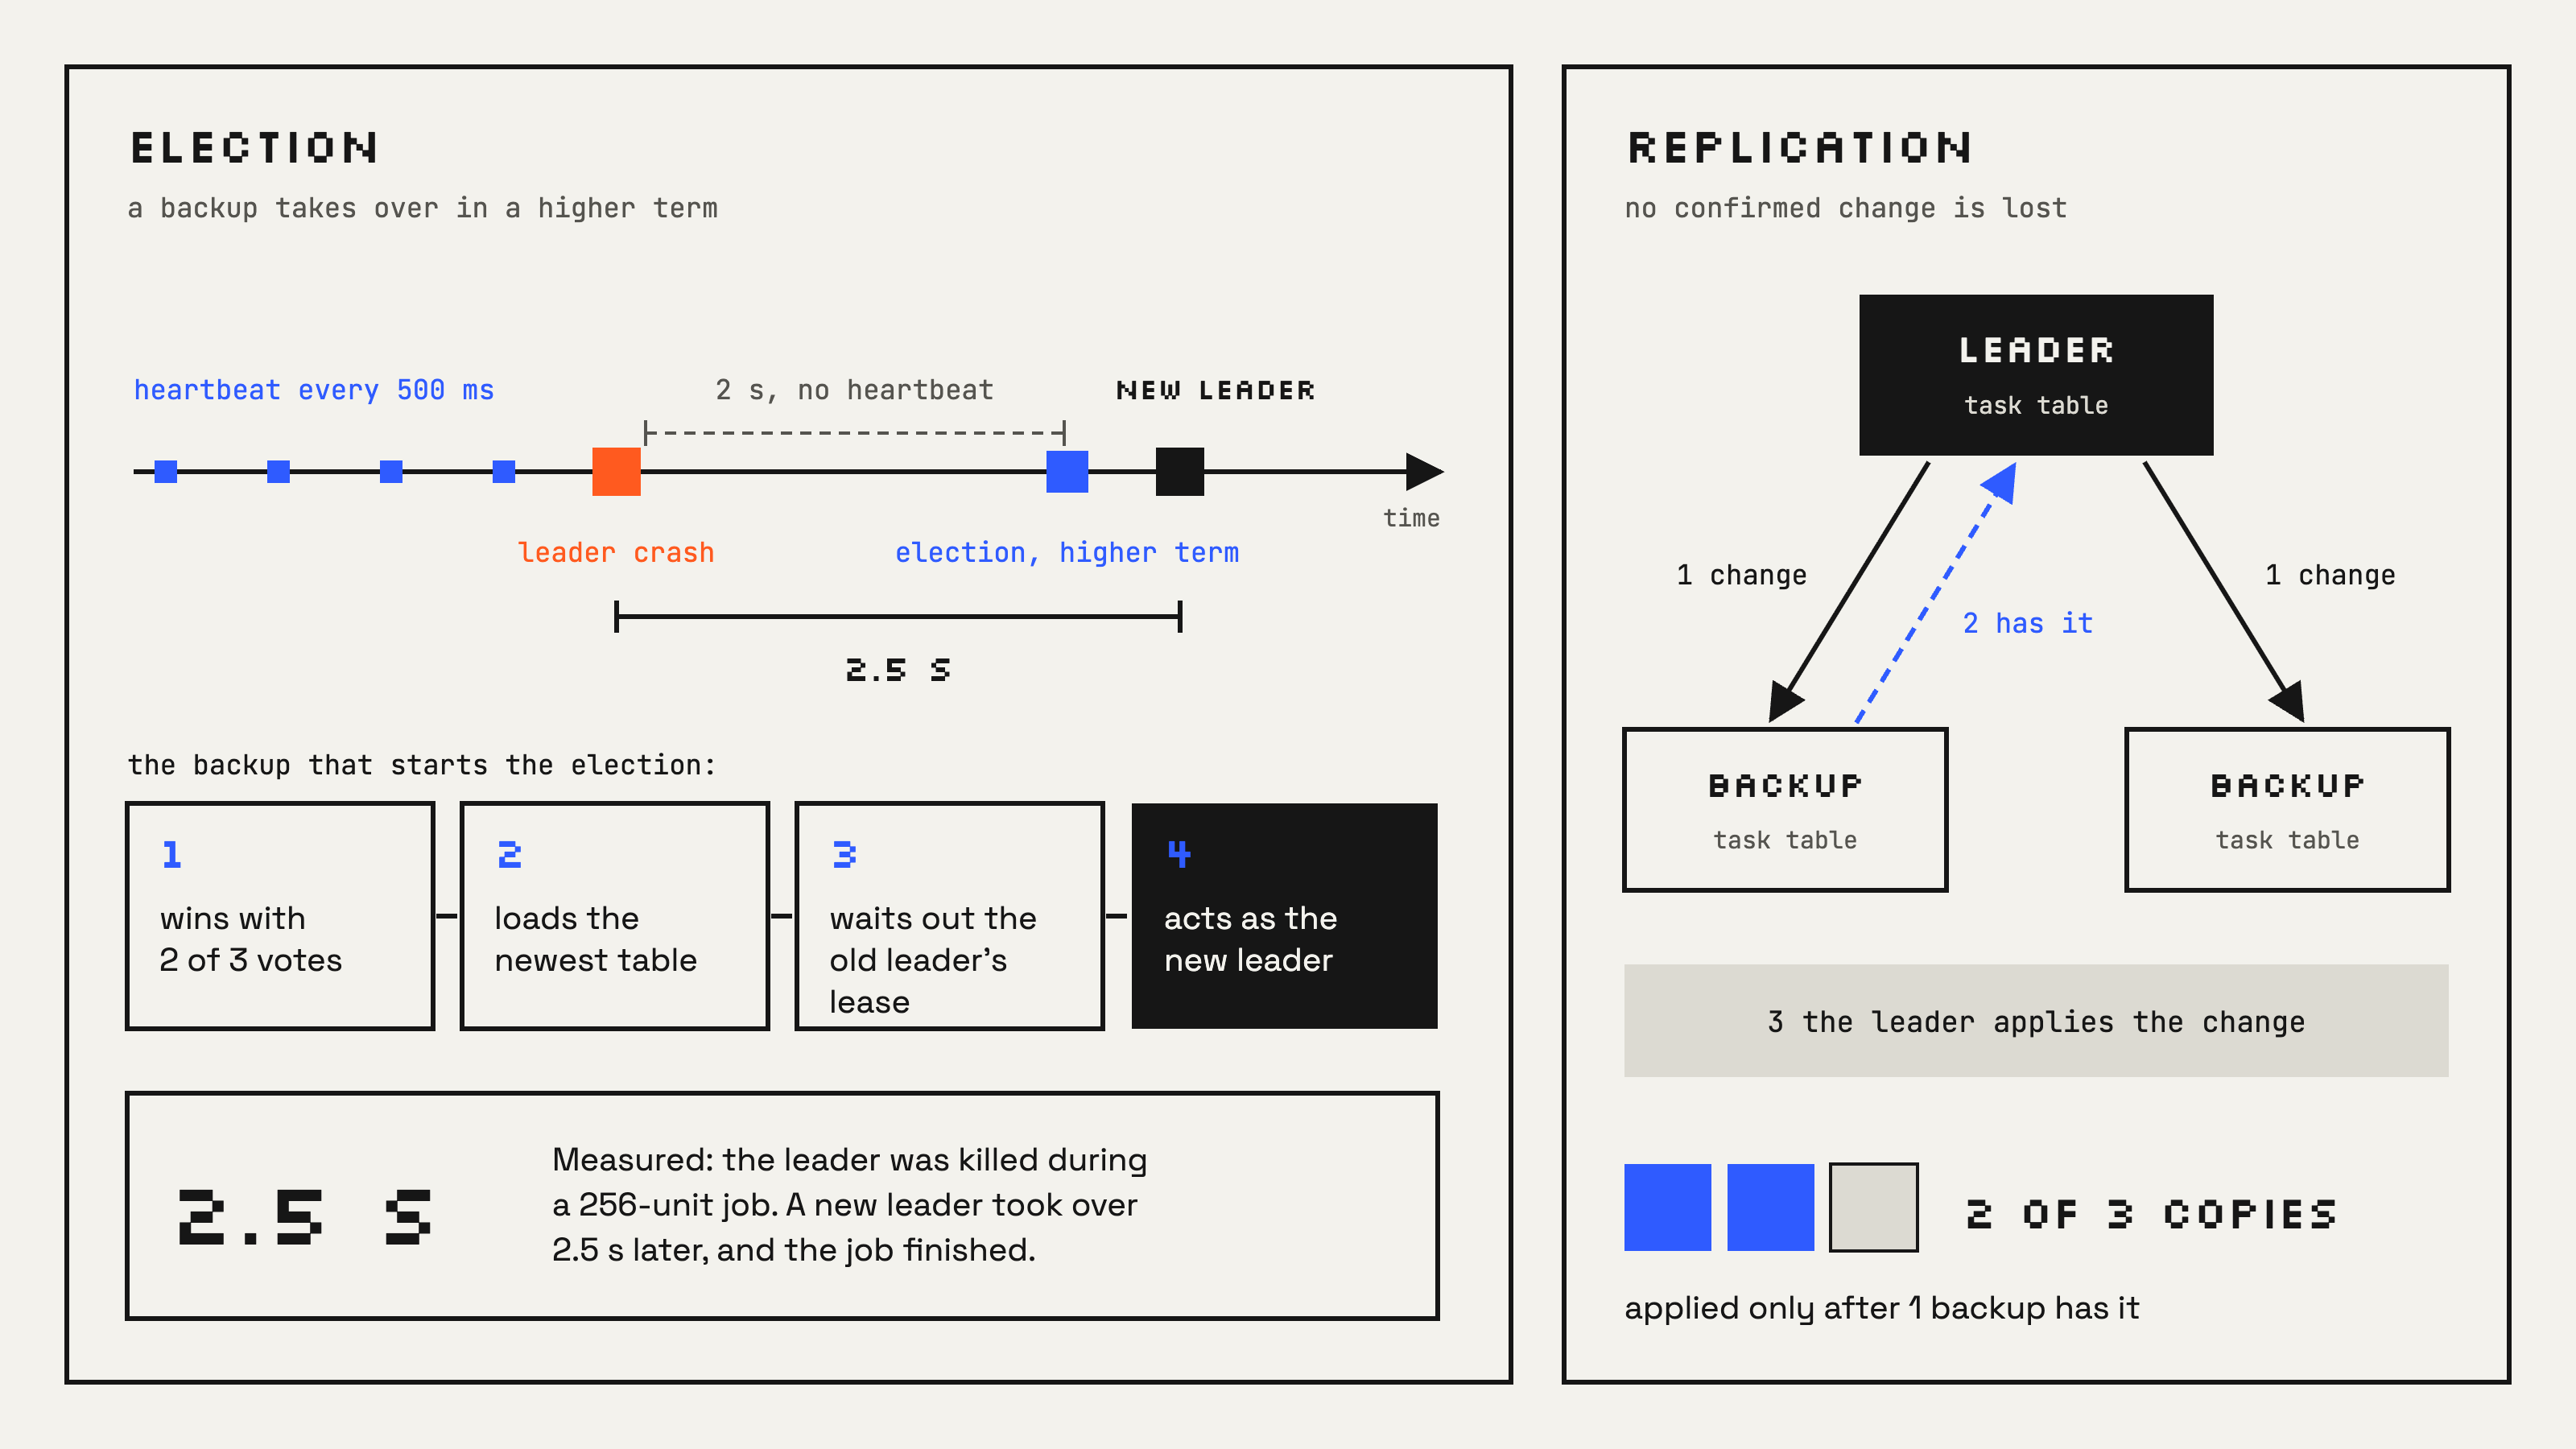 ELECTION
a backup takes over in a higher term
heartbeat every 500 ms
2 s, no heartbeat
NEW LEADER
time
leader crash
election, higher term
2.5 S
the backup that starts the election:
1
wins with
2 of 3 votes
2
loads the
newest table
3
waits out the
old leader’s
lease
4
acts as the
new leader
2.5 S
Measured: the leader was killed during
a 256-unit job. A new leader took over
2.5 s later, and the job finished.
REPLICATION
no confirmed change is lost
LEADER
task table
1 change
1 change
2 has it
BACKUP
task table
BACKUP
task table
3 the leader applies the change
2 OF 3 COPIES
applied only after 1 backup has it